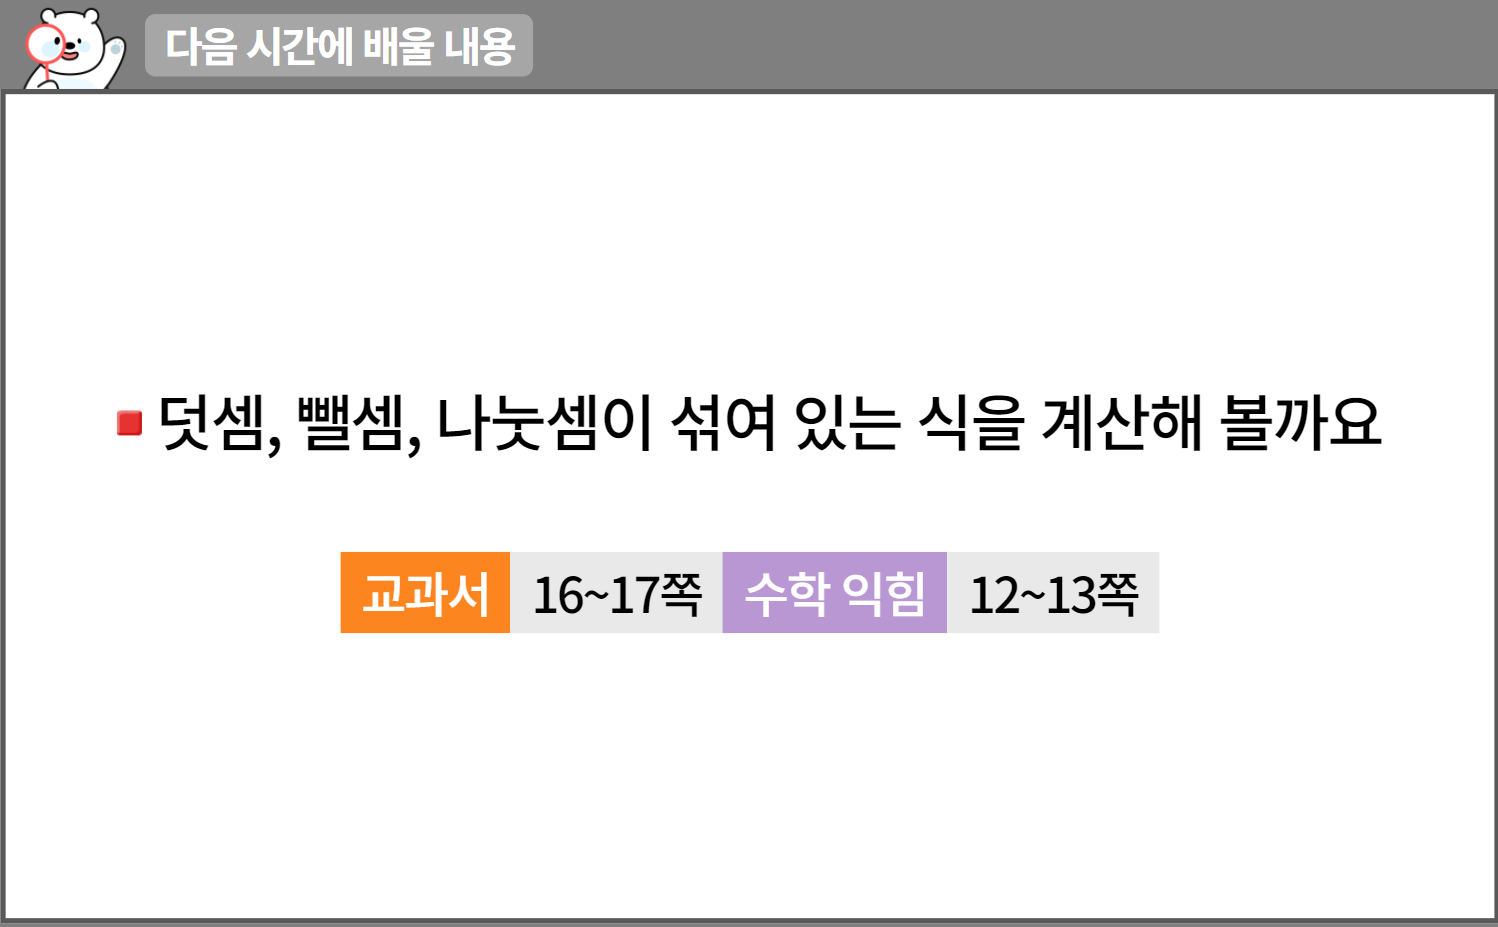 다음 시간에 배울 내용
덧셈, 뺄셈, 나눗셈이 섞여 있는 식을 계산해 볼까요
교과서 16~17쪽 수학 익힘 12~13쪽